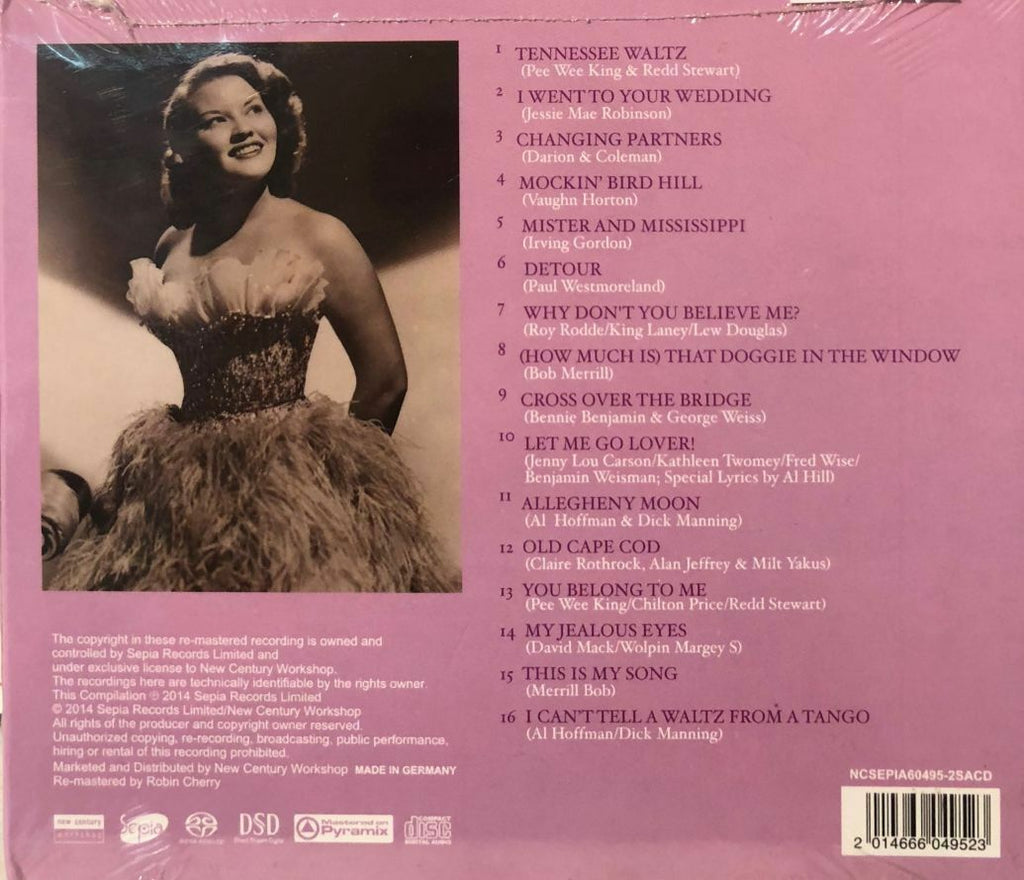 1 TENNESSEE WALTZ
(Pee Wee King & Redd Stewart)
2 I WENT TO YOUR WEDDING
(Jessie Mae Robinson)
3 CHANGING PARTNERS
(Darion & Coleman)
4 MOCKIN' BIRD HILL
(Vaughn Horton)
5 MISTER AND MISSISSIPPI
(Irving Gordon)
6 DETOUR
(Paul Westmoreland)
7 WHY DON'T YOU BELIEVE ME?
(Roy Rodde/King Laney/Lew Douglas)
8 (HOW MUCH IS) THAT DOGGIE IN THE WINDOW
(Bob Merrill)
9 CROSS OVER THE BRIDGE
(Bennie Benjamin & George Weiss)
10 LET ME GO LOVER!
(Jenny Lou Carson/Kathleen Twomey/Fred Wise/
Benjamin Weisman; Special Lyrics by Al Hill)
11 ALLEGHENY MOON
(Al Hoffman & Dick Manning)
12 OLD CAPE COD
(Claire Rothrock, Alan Jeffrey & Milt Yakus)
13 YOU BELONG TO ME
(Pee Wee King/Chilton Price/Redd Stewart)
14 MY JEALOUS EYES
(David Mack/Wolpin Margey S)
15 THIS IS MY SONG
(Merrill Bob)
16 I CAN'T TELL A WALTZ FROM A TANGO
(Al Hoffman/Dick Manning)
The copyright in these re-mastered recording is owned and
controlled by Sepia Records Limited and
under exclusive license to New Century Workshop.
The recordings here are technically identifiable by the rights owner.
This Compilation ℗ 2014 Sepia Records Limited
© 2014 Sepia Records Limited/New Century Workshop
All rights of the producer and copyright owner reserved.
Unauthorized copying, re-recording, broadcasting, public performance,
hiring or rental of this recording prohibited.
Marketed and Distributed by New Century Workshop MADE IN GERMANY
Re-mastered by Robin Cherry
new century
workshop
Sepia
DSD
Direct Stream Digital
Mastered on
Pyramix
COMPACT
disc
DIGITAL AUDIO
NCSEPIA60495-2SACD
2 014666 049523